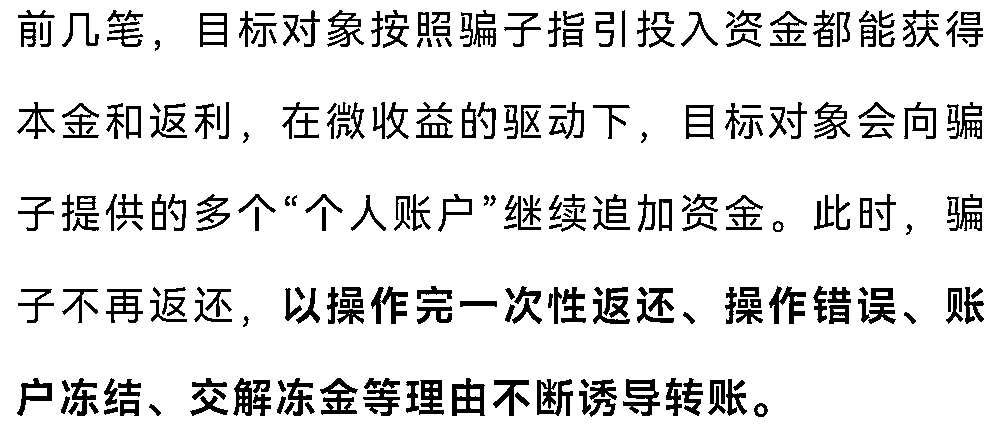 前几笔，目标对象按照骗子指引投入资金都能获得
本金和返利，在微收益的驱动下，目标对象会向骗
子提供的多个“个人账户”继续追加资金。此时，骗
子不再返还，以操作完一次性返还、操作错误、账
户冻结、交解冻金等理由不断诱导转账。